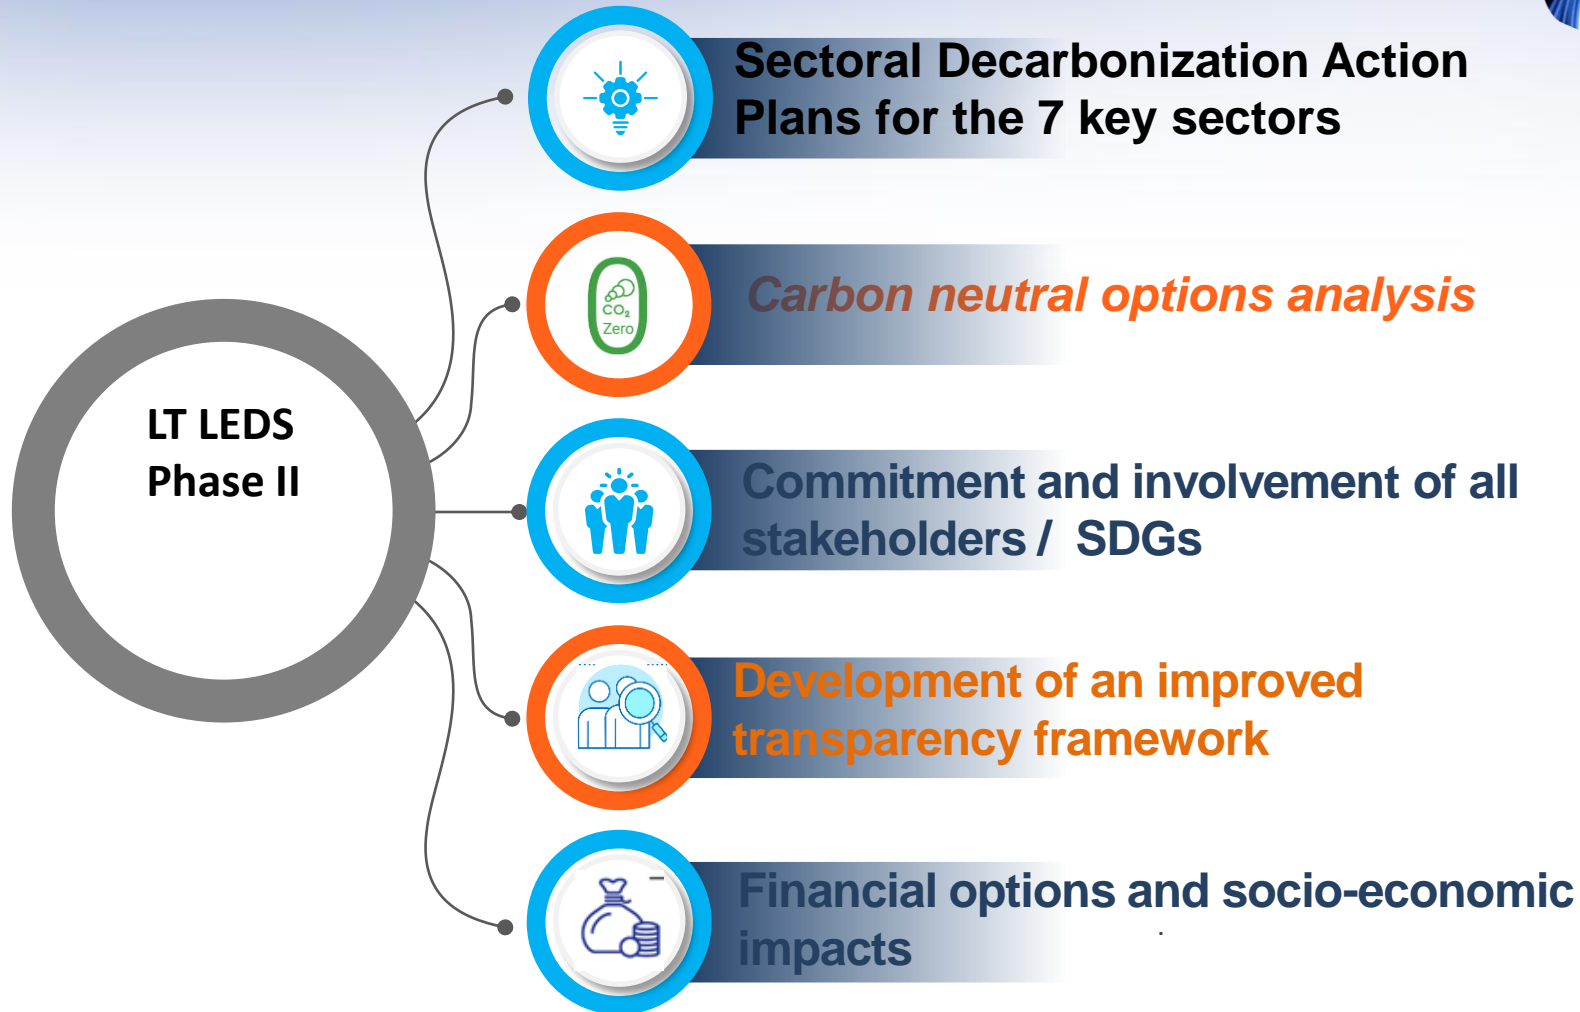 Sectoral Decarbonization Action
Plans for the 7 key sectors
CO₂
Zero
Carbon neutral options analysis
LT LEDS
Phase II
Commitment and involvement of all
stakeholders / SDGs
Development of an improved
transparency framework
Financial options and socio-economic
impacts
.